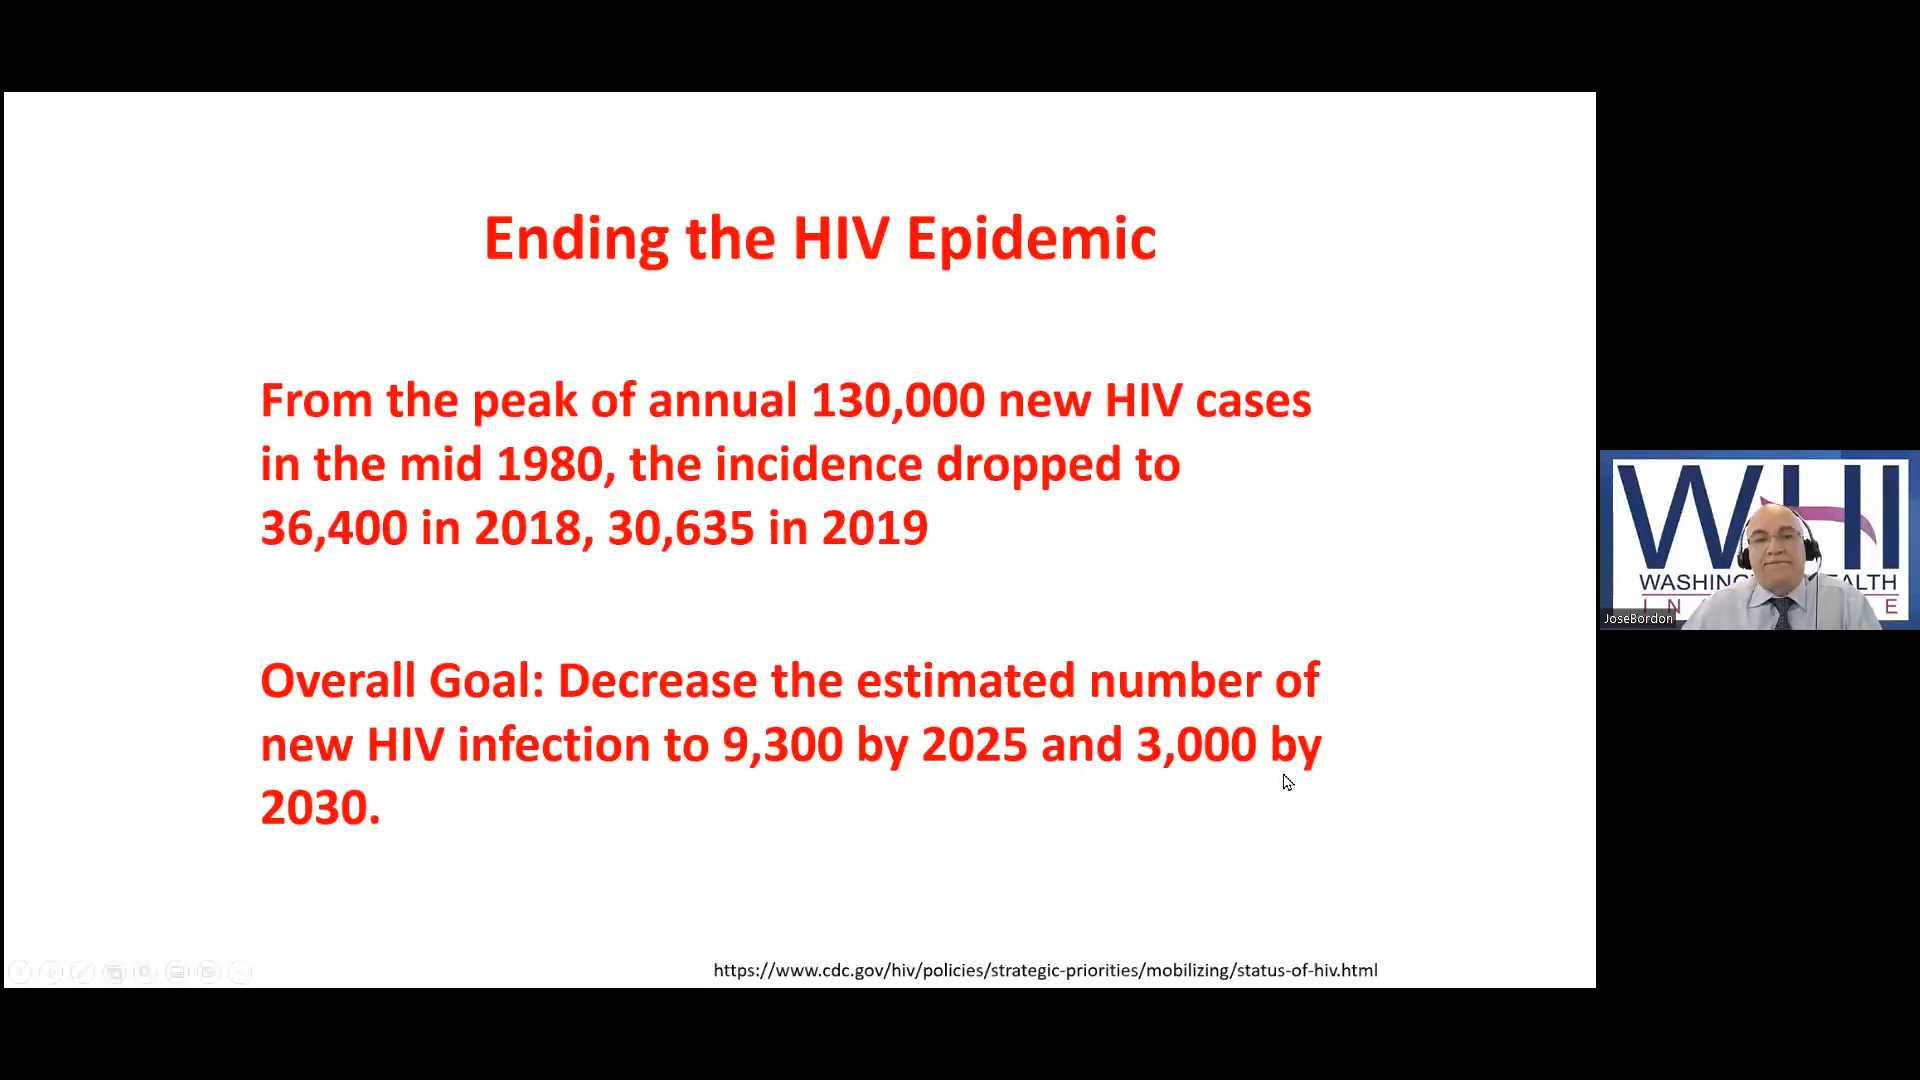 Ending the HIV Epidemic
From the peak of annual 130,000 new HIV cases
in the mid 1980, the incidence dropped to
36,400 in 2018, 30,635 in 2019
Overall Goal: Decrease the estimated number of
new HIV infection to 9,300 by 2025 and 3,000 by
2030.
https://www.cdc.gov/hiv/policies/strategic-priorities/mobilizing/status-of-hiv.html
WHI
JoseBordon